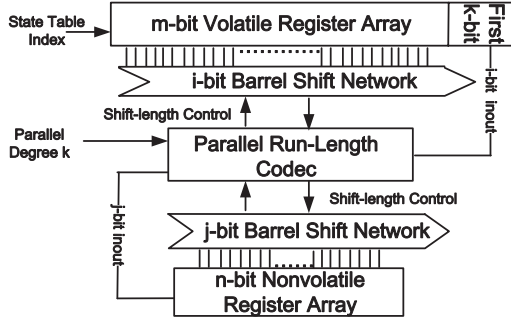 State Table
Index
m-bit Volatile Register Array
First
k-bit
i-bit Barrel Shift Network
i-bit inout
Shift-length Control
Parallel
Degree k
Parallel Run-Length
Codec
Shift-length Control
j-bit inout
j-bit Barrel Shift Network
n-bit Nonvolatile
Register Array